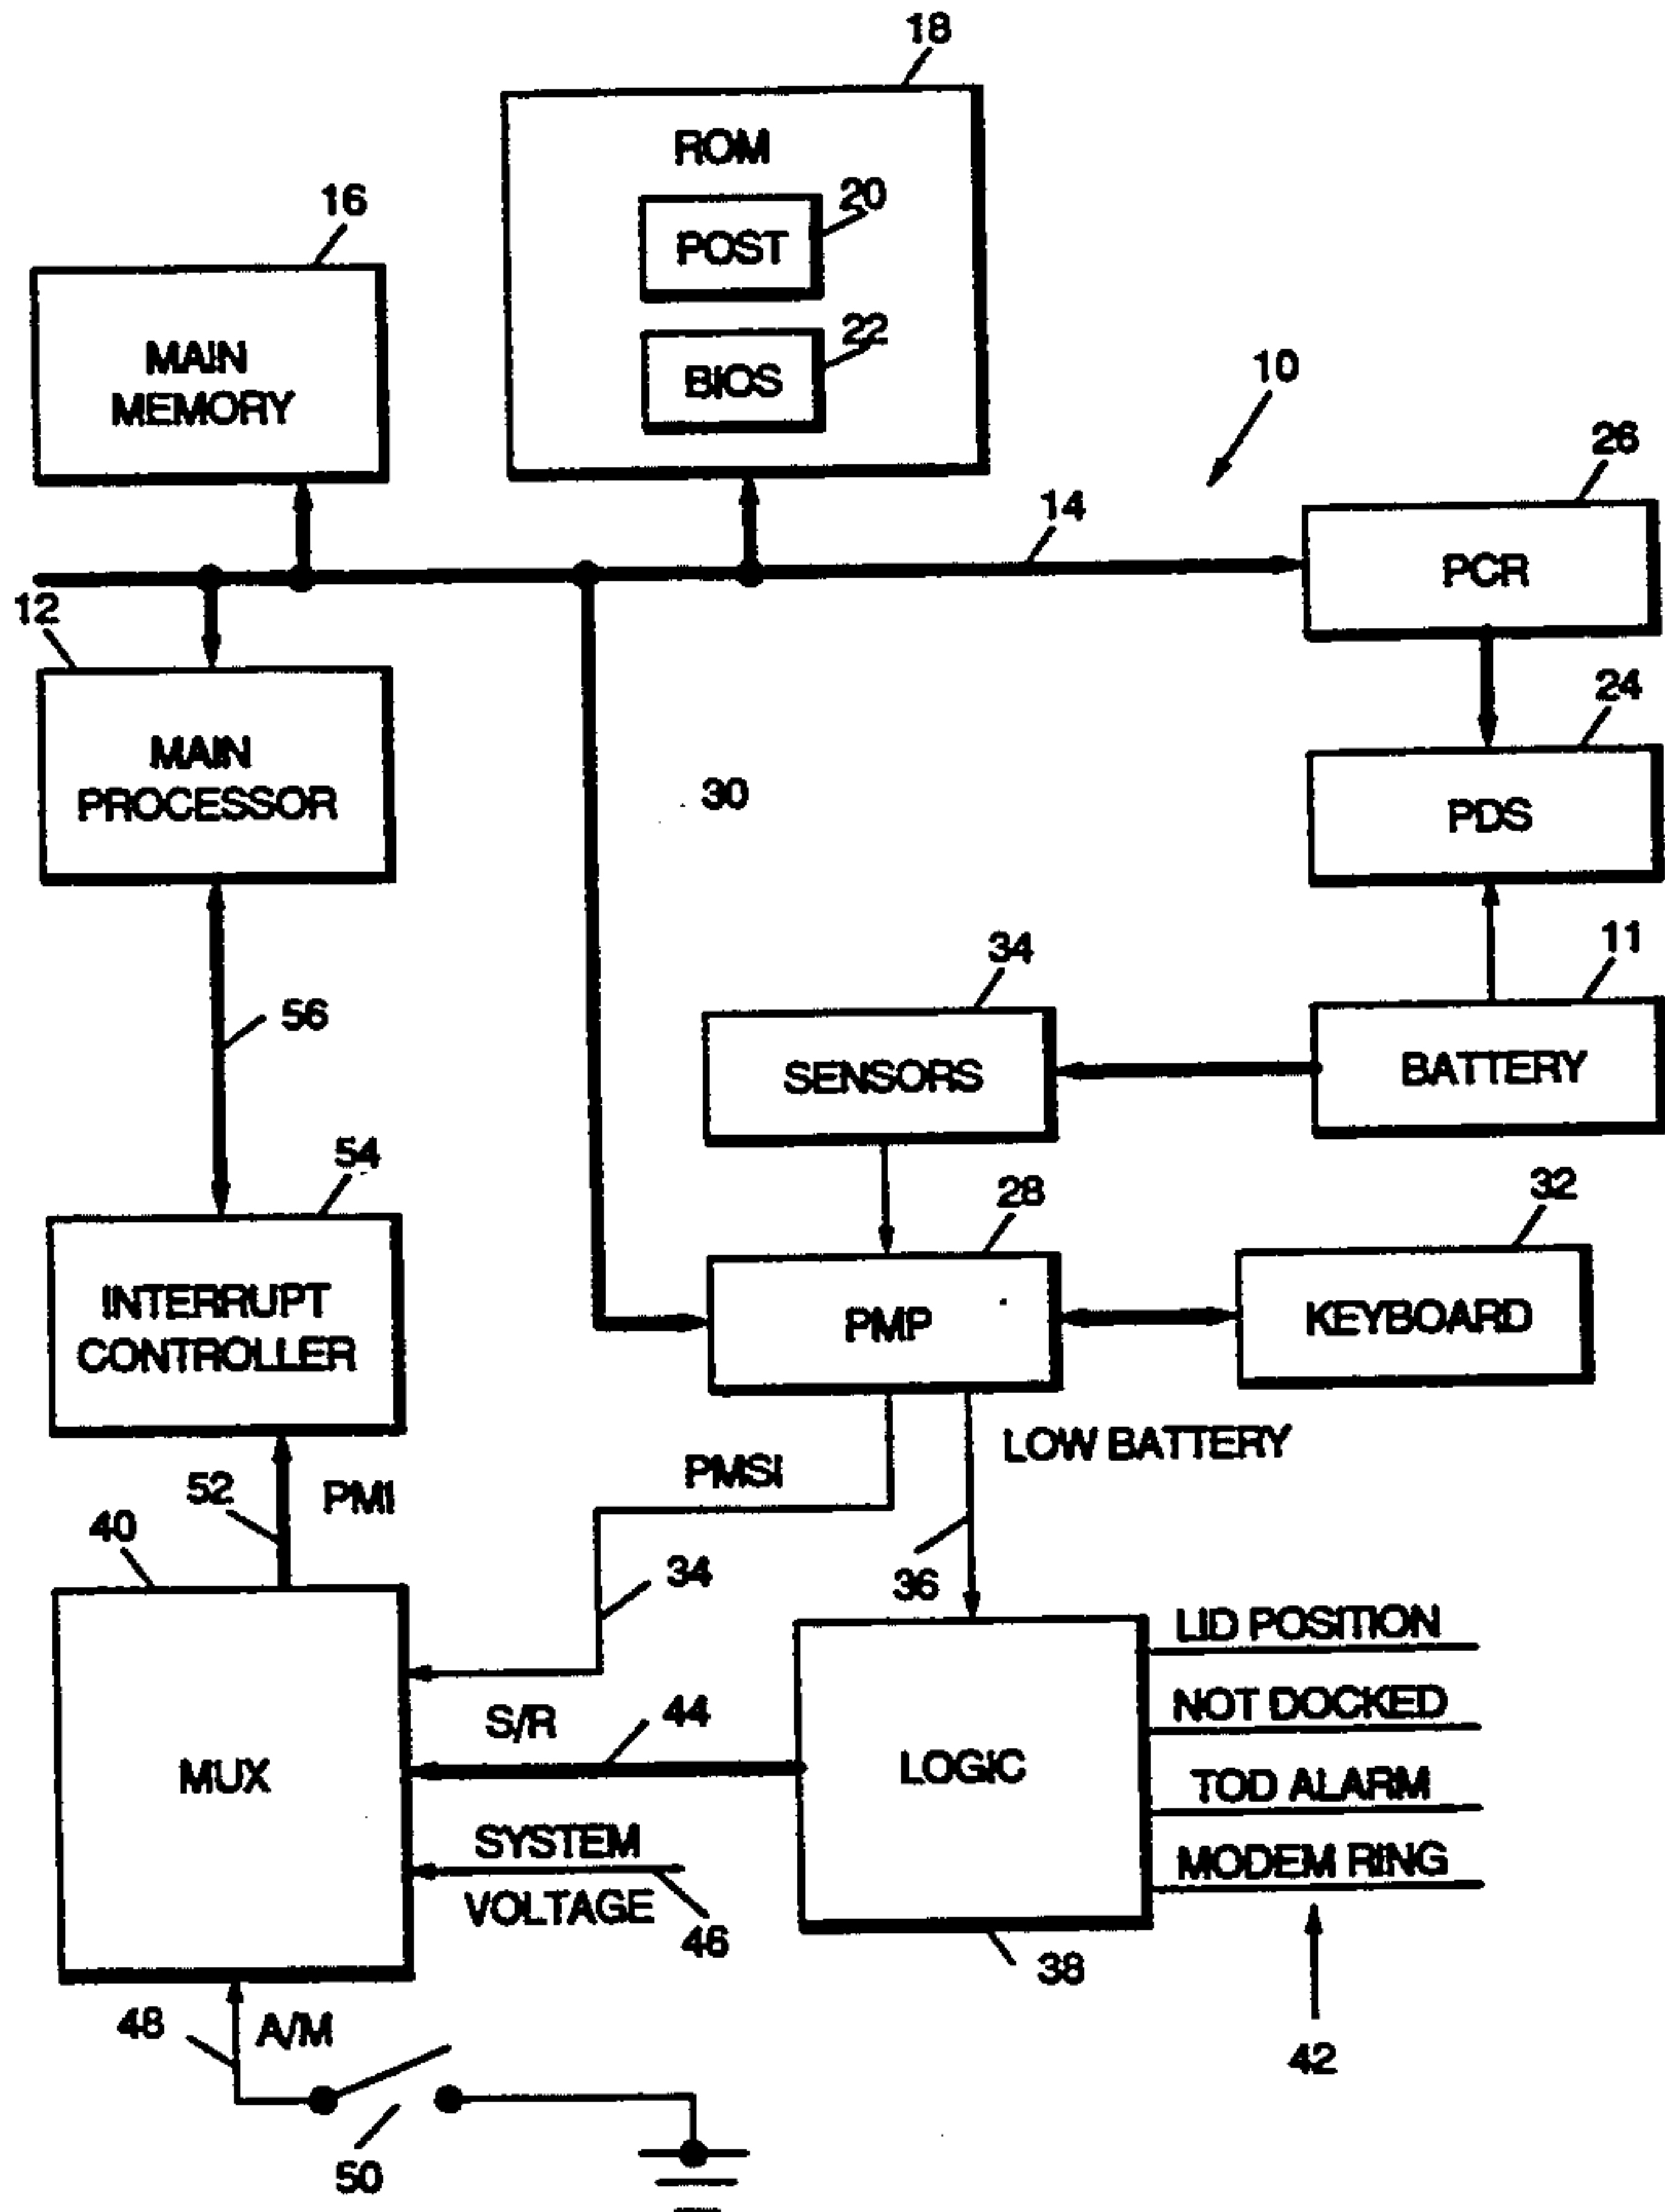 18
ROM
16
20
POST
22
BIOS
MAIN
MEMORY
10
26
14
PCR
12
24
MAIN
PROCESSOR
30
PDS
34
11
56
SENSORS
BATTERY
54
28
32
INTERRUPT
CONTROLLER
PMP
KEYBOARD
LOW BATTERY
PMSI
52
PMI
40
34
36
LID POSITION
S/R
44
NOT DOCKED
MUX
LOGIC
TOD ALARM
SYSTEM
VOLTAGE
MODEM RING
46
38
48
A/M
42
50